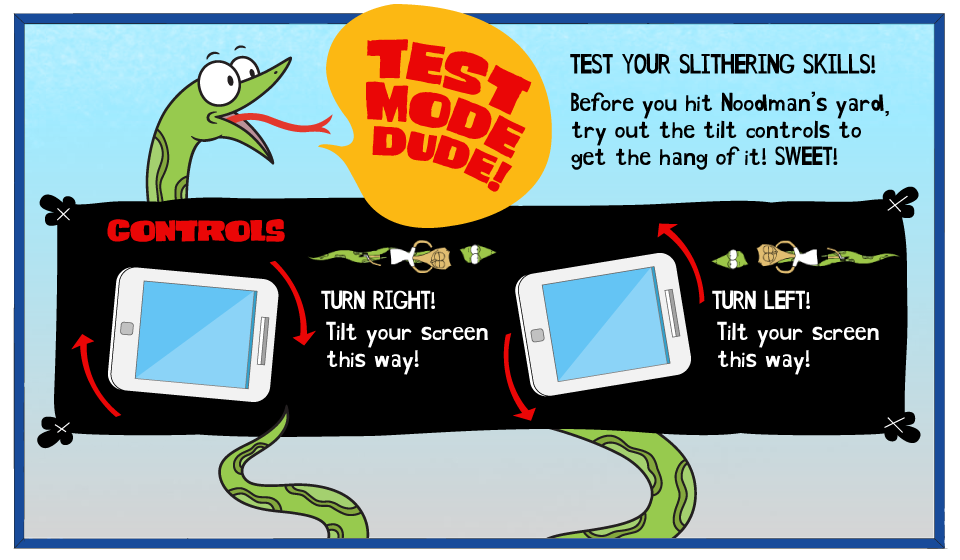 TEST
MODE
DUDE!
TEST YOUR SLITHERING SKILLS!
Before you hit Noodman's yard,
try out the tilt controls to
get the hang of it! SWEET!
CONTROLS
TURN RIGHT!
Tilt your screen
this way!
TURN LEFT!
Tilt your screen
this way!